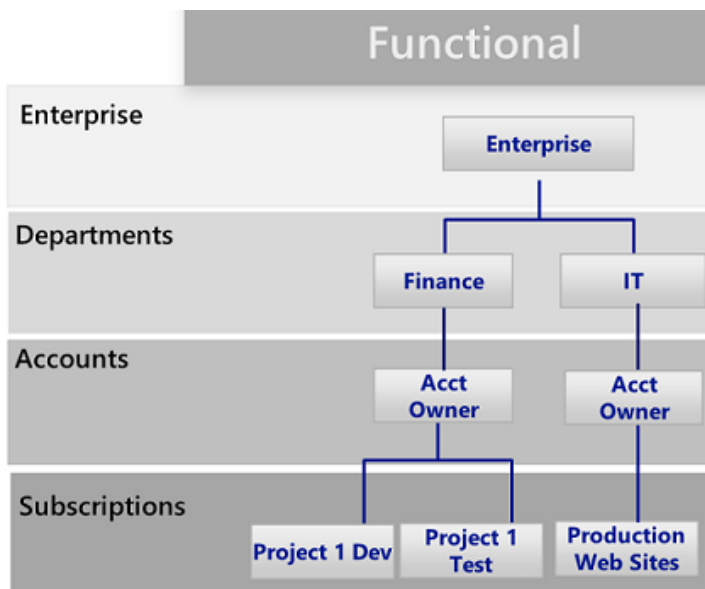 Functional
Enterprise
Enterprise
Departments
Finance
IT
Accounts
Acct
Owner
Acct
Owner
Subscriptions
Project 1 Dev
Project 1
Test
Production
Web Sites